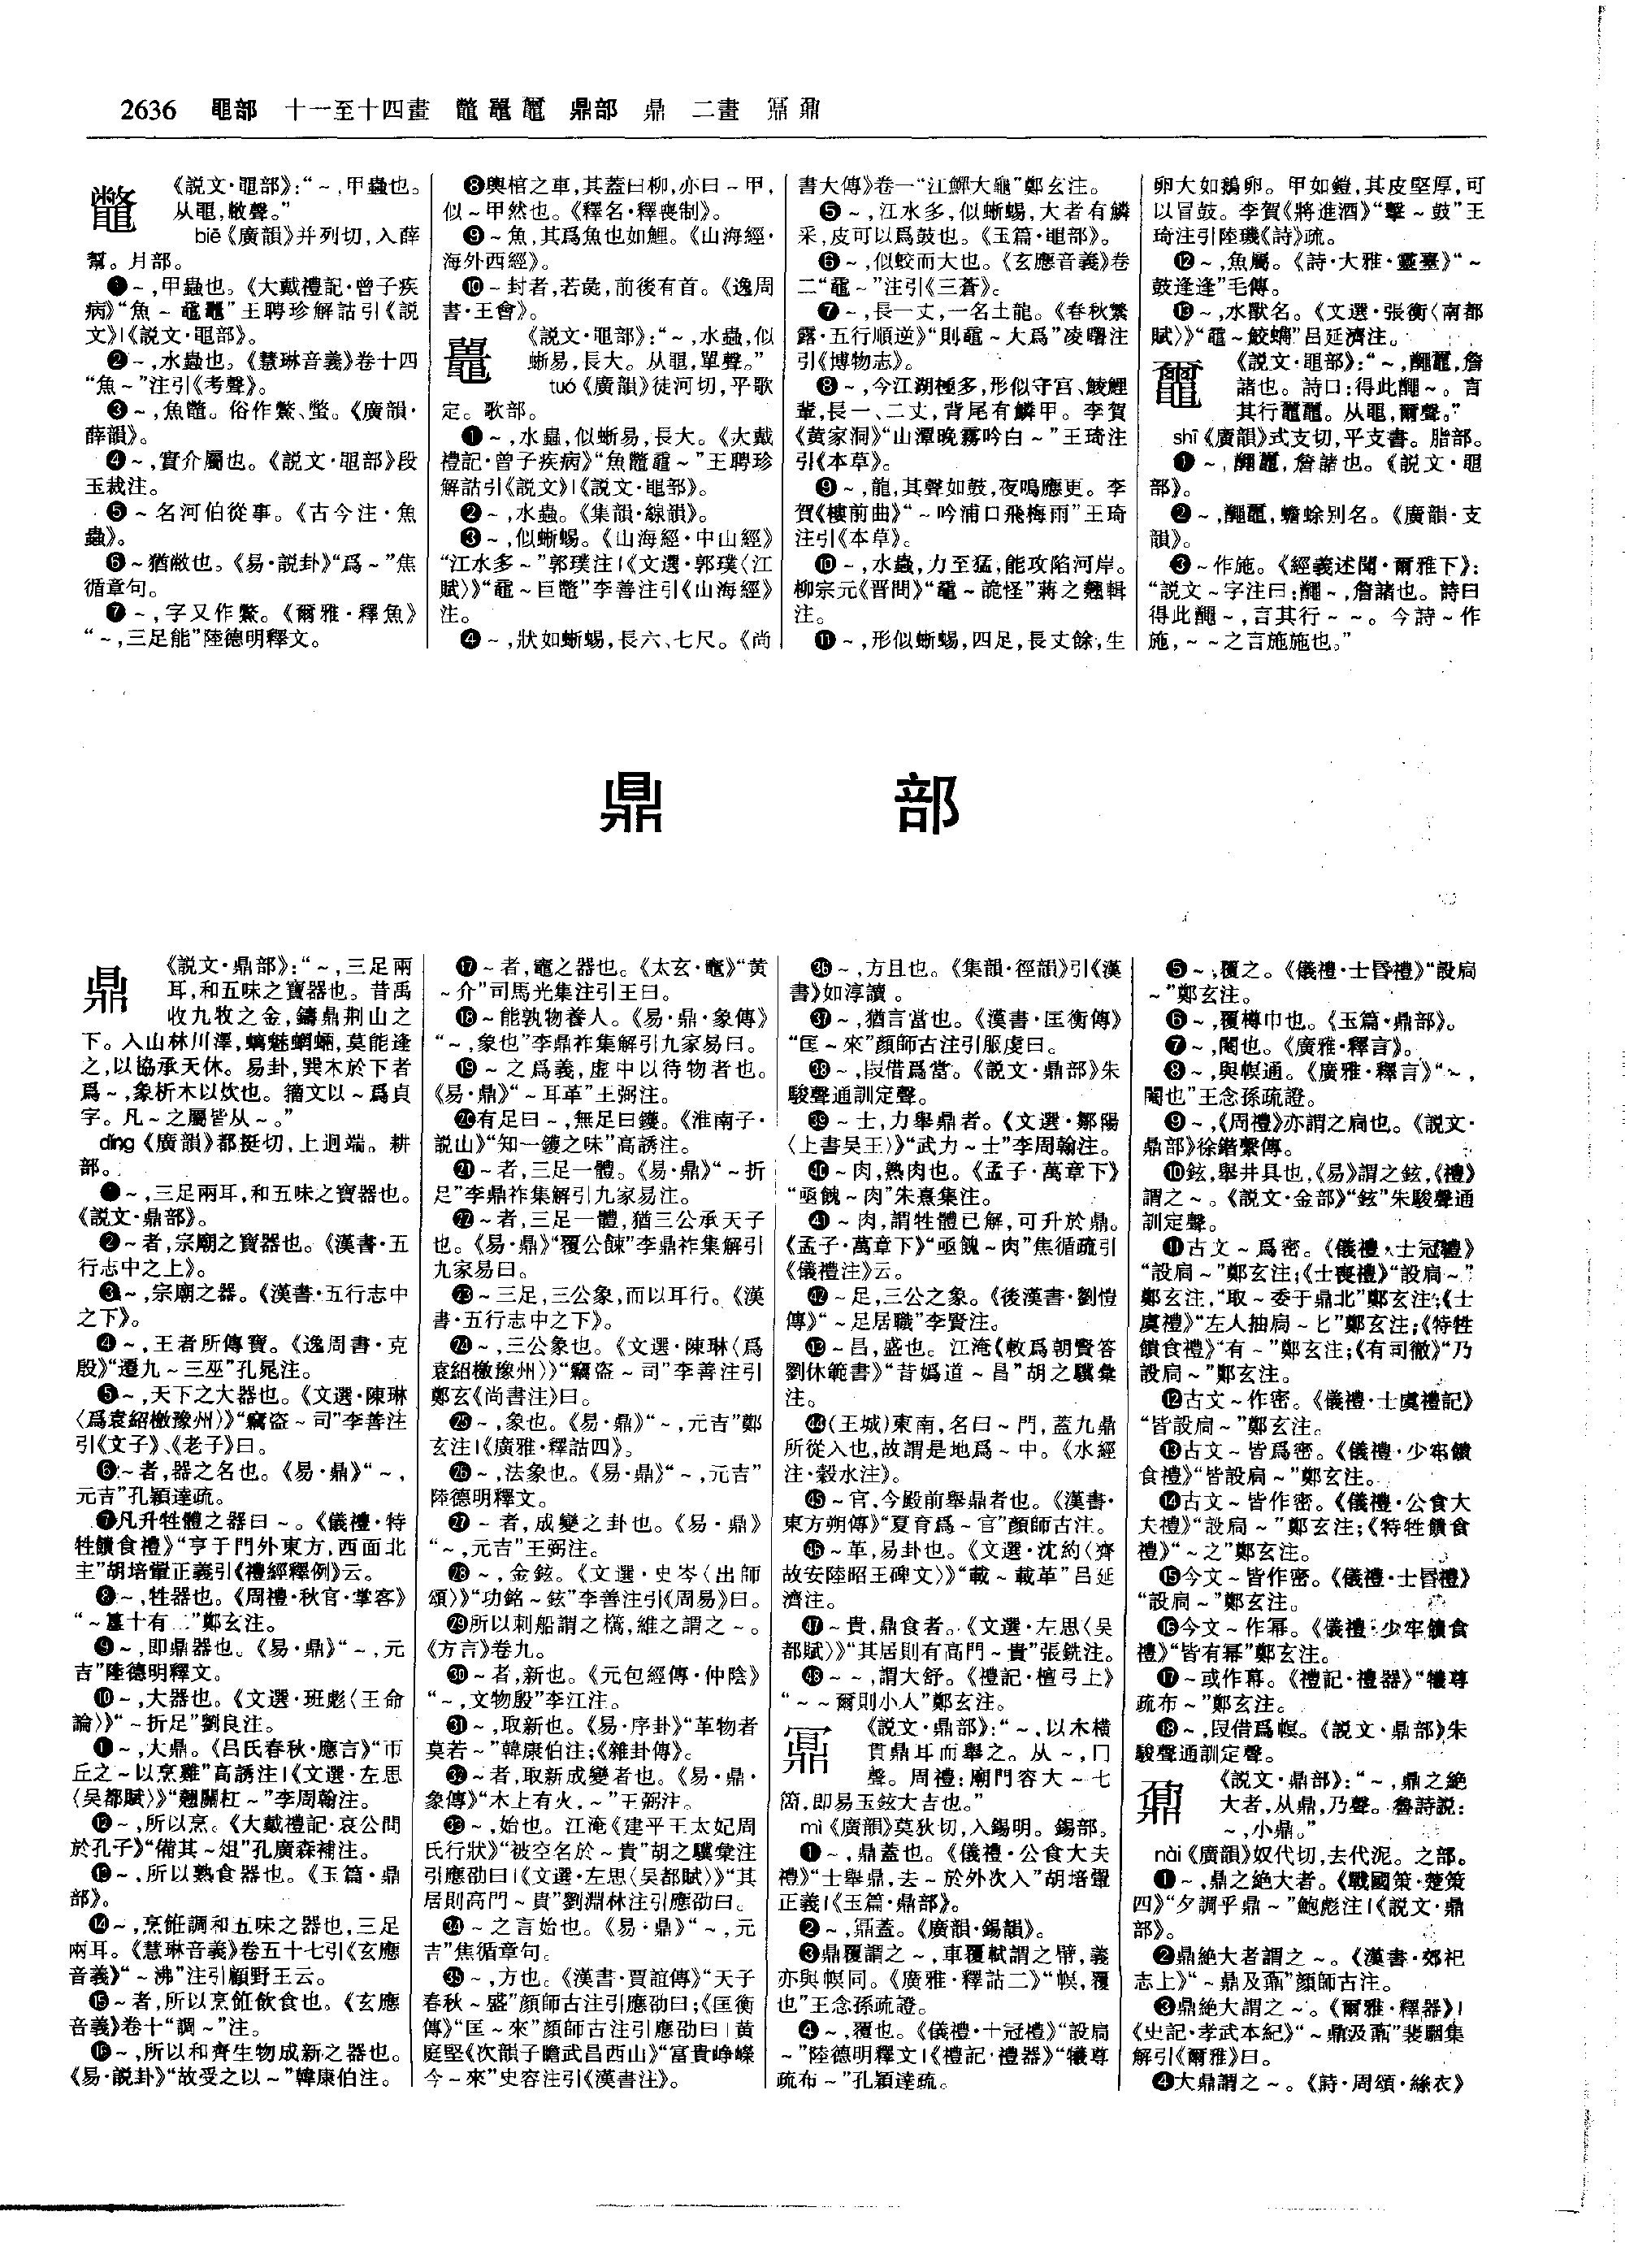 2636 黽部 十一至十四畫 鼈 鼉 鼊 鼎部 鼎 二畫 鼏 鼐
鼈
《説文·黽部》:“~,甲蟲也。
从黽,敝聲。”
biē《廣韻》并列切,入薛
幫。月部。
❶~,甲蟲也。《大戴禮記·曾子疾
病》“魚~黿鼉”王聘珍解詁引《説
文》|《説文·黽部》。
❷~,水蟲也。《慧琳音義》卷十四
“魚~”注引《考聲》。
❸~,魚鼈。俗作鱉、蟞。《廣韻·
薛韻》。
❹~,實介屬也。《説文·黽部》段
玉裁注。
❺~名河伯從事。《古今注·魚
蟲》。
❻~猶敝也。《易·説卦》“爲~”焦
循章句。
❼~,字又作鱉。《爾雅·釋魚》
“~,三足能”陸德明釋文。
❽輿棺之車,其蓋曰柳,亦曰~甲,
似~甲然也。《釋名·釋喪制》。
❾~魚,其爲魚也如鯉。《山海經·
海外西經》。
❿~封者,若彘,前後有首。《逸周
書·王會》。
鼉
《説文·黽部》:“~,水蟲,似
蜥易,長大。从黽,單聲。”
tuó《廣韻》徒河切,平歌
定。歌部。
❶~,水蟲,似蜥易,長大。《大戴
禮記·曾子疾病》“魚鼈黿~”王聘珍
解詁引《説文》|《説文·黽部》。
❷~,水蟲。《集韻·綫韻》。
❸~,似蜥蜴。《山海經·中山經》
“江水多~”郭璞注|《文選·郭璞〈江
賦〉》“黿~巨鼈”李善注引《山海經》
注。
❹~,狀如蜥蜴,長六、七尺。《尚
書大傳》卷一“江鱓大龜”鄭玄注。
❺~,江水多,似蜥蜴,大者有鱗
采,皮可以爲鼓也。《玉篇·黽部》。
❻~,似蛟而大也。《玄應音義》卷
二“黿~”注引《三蒼》。
❼~,長一丈,一名土龍。《春秋繁
露·五行順逆》“則黿~大爲”凌曙注
引《博物志》。
❽~,今江湖極多,形似守宫、鯪鯉
輩,長一、二丈,背尾有鱗甲。李賀
《黄家洞》“山潭晚霧吟白~”王琦注
引《本草》。
❾~,龍,其聲如鼓,夜鳴應更。李
賀《樓前曲》“~吟浦口飛梅雨”王琦
注引《本草》。
❿~,水蟲,力至猛,能攻陷河岸。
柳宗元《晋問》“黿~詭怪”蔣之翹輯
注。
⓫~,形似蜥蜴,四足,長丈餘,生
卵大如鵝卵。甲如鎧,其皮堅厚,可
以冒鼓。李賀《將進酒》“擊~鼓”王
琦注引陸璣《詩》疏。
⓬~,魚屬。《詩·大雅·靈臺》“~
鼓逢逢”毛傳。
⓭~,水獸名。《文選·張衡〈南都
賦〉》“黿~鮫蠵”吕延濟注。
《説文·黽部》:“~,詹
諸也。詩曰:得此~。言
其行。从黽,爾聲。”
shī《廣韻》式支切,平支書。脂部。
❶~,詹諸也。《説文·黽
部》。
❷~,蟾蜍别名。《廣韻·支
韻》。
❸~作施。《經義述聞·爾雅下》:
“説文~字注曰:~,詹諸也。詩曰
得此~,言其行~~。今詩~作
施,~~之言施施也。”
鼎 部
鼎
《説文·鼎部》:“~,三足兩
耳,和五味之寶器也。昔禹
收九牧之金,鑄鼎荆山之
下。入山林川澤,螭魅蝄蜽,莫能逢
之,以協承天休。易卦,巽木於下者
爲~,象析木以炊也。籀文以~爲貞
字。凡~之屬皆从~。”
dǐng《廣韻》都挺切,上迥端。耕
部。
❶~,三足兩耳,和五味之寶器也。
《説文·鼎部》。
❷~者,宗廟之寶器也。《漢書·五
行志中之上》。
❸~,宗廟之器。《漢書·五行志中
之下》。
❹~,王者所傳寶。《逸周書·克
殷》“遷九~三巫”孔晁注。
❺~,天下之大器也。《文選·陳琳
〈爲袁紹檄豫州〉》“竊盗~司”李善注
引《文子》、《老子》曰。
❻~者,器之名也。《易·鼎》“~,
元吉”孔穎達疏。
❼凡升牲體之器曰~。《儀禮·特
牲饋食禮》“亨于門外東方,西面北
主”胡培翬正義引《禮經釋例》云。
❽~,牲器也。《周禮·秋官·掌客》
“~簋十有二”鄭玄注。
❾~,即鼎器也。《易·鼎》“~,元
吉”陸德明釋文。
❿~,大器也。《文選·班彪〈王命
論〉》“~折足”劉良注。
⓫~,大鼎。《吕氏春秋·應言》“市
丘之~以烹雞”高誘注|《文選·左思
〈吴都賦〉》“翹關扛~”李周翰注。
⓬~,所以烹。《大戴禮記·哀公問
於孔子》“備其~俎”孔廣森補注。
⓭~,所以熟食器也。《玉篇·鼎
部》。
⓮~,烹飪調和五味之器也,三足
兩耳。《慧琳音義》卷五十七引《玄應
音義》“~沸”注引顧野王云。
⓯~者,所以烹飪飲食也。《玄應
音義》卷十“調~”注。
⓰~,所以和齊生物成新之器也。
《易·説卦》“故受之以~”韓康伯注。
⓱~者,竈之器也。《太玄·竈》“黄
~介”司馬光集注引王曰。
⓲~能孰物養人。《易·鼎·彖傳》
“~,象也”李鼎祚集解引九家易曰。
⓳~之爲義,虚中以待物者也。
《易·鼎》“~耳革”王弼注。
⓴有足曰~,無足曰鑊。《淮南子·
説山》“知一鑊之味”高誘注。
㉑~者,三足一體。《易·鼎》“~折
足”李鼎祚集解引九家易注。
㉒~者,三足一體,猶三公承天子
也。《易·鼎》“覆公餗”李鼎祚集解引
九家易曰。
㉓~三足,三公象,而以耳行。《漢
書·五行志中之下》。
㉔~,三公象也。《文選·陳琳〈爲
袁紹檄豫州〉》“竊盗~司”李善注引
鄭玄《尚書注》曰。
㉕~,象也。《易·鼎》“~,元吉”鄭
玄注|《廣雅·釋詁四》。
㉖~,法象也。《易·鼎》“~,元吉”
陸德明釋文。
㉗~者,成變之卦也。《易·鼎》
“~,元吉”王弼注。
㉘~,金鉉。《文選·史岑〈出師
頌〉》“功銘~鉉”李善注引《周易》曰。
㉙所以刺船謂之檥,維之謂之~。
《方言》卷九。
㉚~者,新也。《元包經傳·仲陰》
“~,文物殷”李江注。
㉛~,取新也。《易·序卦》“革物者
莫若~”韓康伯注;《雜卦傳》。
㉜~者,取新成變者也。《易·鼎·
象傳》“木上有火,~”王弼注。
㉝~,始也。江淹《建平王太妃周
氏行狀》“被空名於~貴”胡之驥彙注
引應劭曰|《文選·左思〈吴都賦〉》“其
居則高門~貴”劉淵林注引應劭曰。
㉞~之言始也。《易·鼎》“~,元
吉”焦循章句。
㉟~,方也。《漢書·賈誼傳》“天子
春秋~盛”顔師古注引應劭曰;《匡衡
傳》“匡~來”顔師古注引應劭曰|黄
庭堅《次韻子瞻武昌西山》“富貴峥嶸
今~來”史容注引《漢書注》。
㊱~,方且也。《集韻·徑韻》引《漢
書》如淳讀。
㊲~,猶言當也。《漢書·匡衡傳》
“匡~來”顔師古注引服虔曰。
㊳~,叚借爲當。《説文·鼎部》朱
駿聲通訓定聲。
㊴~士,力舉鼎者。《文選·鄒陽
〈上書吴王〉》“武力~士”李周翰注。
㊵~肉,熟肉也。《孟子·萬章下》
“亟餽~肉”朱熹集注。
㊶~肉,謂牲體已解,可升於鼎。
《孟子·萬章下》“亟餽~肉”焦循疏引
《儀禮注》云。
㊷~足,三公之象。《後漢書·劉愷
傳》“~足居職”李賢注。
㊸~昌,盛也。江淹《敕爲朝賢答
劉休範書》“昔嬀道~昌”胡之驥彙
注。
㊹(王城)東南,名曰~門,蓋九鼎
所從入也,故謂是地爲~中。《水經
注·穀水注》。
㊺~官,今殿前舉鼎者也。《漢書·
東方朔傳》“夏育爲~官”顔師古注。
㊻~革,易卦也。《文選·沈約〈齊
故安陸昭王碑文〉》“載~載革”吕延
濟注。
㊼~貴,鼎食者。《文選·左思〈吴
都賦〉》“其居則有高門~貴”張銑注。
㊽~~,謂大舒。《禮記·檀弓上》
“~~爾則小人”鄭玄注。
鼏
《説文·鼎部》:“~,以木横
貫鼎耳而舉之。从~,冂
聲。周禮:廟門容大~七
箇,即易玉鉉大吉也。”
mì《廣韻》莫狄切,入錫明。錫部。
❶~,鼎蓋也。《儀禮·公食大夫
禮》“士舉鼎,去~於外次入”胡培翬
正義|《玉篇·鼎部》。
❷~,鼎蓋。《廣韻·錫韻》。
❸鼎覆謂之~,車覆軾謂之幦,義
亦與幎同。《廣雅·釋詁二》“幎,覆
也”王念孫疏證。
❹~,覆也。《儀禮·士冠禮》“設扃
~”陸德明釋文|《禮記·禮器》“犧尊
疏布~”孔穎達疏。
❺~,覆之。《儀禮·士昏禮》“設扃
~”鄭玄注。
❻~,覆樽巾也。《玉篇·鼎部》。
❼~,闔也。《廣雅·釋言》。
❽~,與幎通。《廣雅·釋言》“~,
闔也”王念孫疏證。
❾~,《周禮》亦謂之扃也。《説文·
鼎部》徐鍇繫傳。
❿鉉,舉井具也,《易》謂之鉉,《禮》
謂之~。《説文·金部》“鉉”朱駿聲通
訓定聲。
⓫古文~爲密。《儀禮·士冠禮》
“設扃~”鄭玄注;《士喪禮》“設扃~”
鄭玄注,“取~委于鼎北”鄭玄注;《士
虞禮》“左人抽扃~匕”鄭玄注;《特牲
饋食禮》“有~”鄭玄注;《有司徹》“乃
設扃~”鄭玄注。
⓬古文~作密。《儀禮·士虞禮記》
“皆設扃~”鄭玄注。
⓭古文~皆爲密。《儀禮·少牢饋
食禮》“皆設扃~”鄭玄注。
⓮古文~皆作密。《儀禮·公食大
夫禮》“設扃~”鄭玄注;《特牲饋食
禮》“~之”鄭玄注。
⓯今文~皆作密。《儀禮·士昏禮》
“設扃~”鄭玄注。
⓰今文~作冪。《儀禮·少牢饋食
禮》“皆有冪”鄭玄注。
⓱~或作幕。《禮記·禮器》“犧尊
疏布~”鄭玄注。
⓲~,叚借爲幎。《説文·鼎部》朱
駿聲通訓定聲。
鼐
《説文·鼎部》:“~,鼎之絶
大者,从鼎,乃聲。魯詩説:
~,小鼎。”
nài《廣韻》奴代切,去代泥。之部。
❶~,鼎之絶大者。《戰國策·楚策
四》“夕調乎鼎~”鮑彪注|《説文·鼎
部》。
❷鼎絶大者謂之~。《漢書·郊祀
志上》“~鼎及鼒”顔師古注。
❸鼎絶大謂之~。《爾雅·釋器》|
《史記·孝武本紀》“~鼎及鼒”裴駰集
解引《爾雅》曰。
❹大鼎謂之~。《詩·周頌·絲衣》